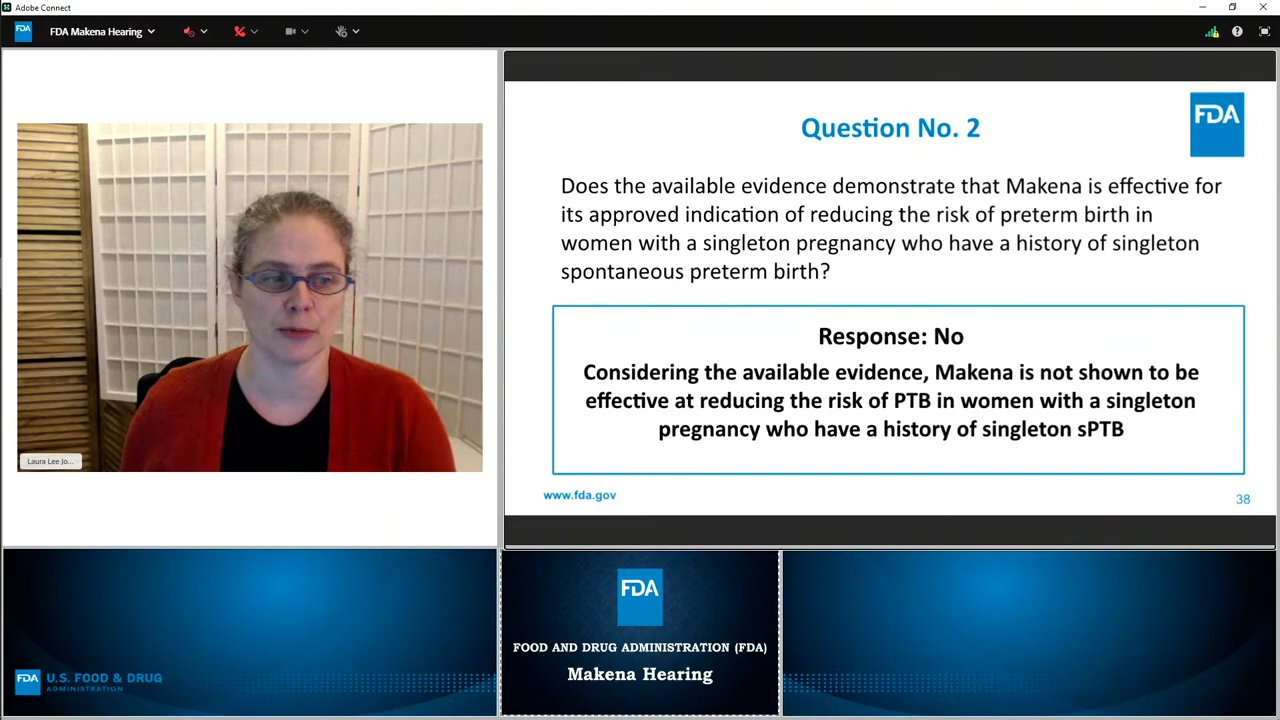 Adobe Connect
FDA
FDA Makena Hearing
Laura Lee Jo...
FDA
Question No. 2
Does the available evidence demonstrate that Makena is effective for
its approved indication of reducing the risk of preterm birth in
women with a singleton pregnancy who have a history of singleton
spontaneous preterm birth?
Response: No
Considering the available evidence, Makena is not shown to be
effective at reducing the risk of PTB in women with a singleton
pregnancy who have a history of singleton sPTB
www.fda.gov
38
FDA
U.S. FOOD & DRUG
ADMINISTRATION
FDA
FOOD AND DRUG ADMINISTRATION (FDA)
Makena Hearing